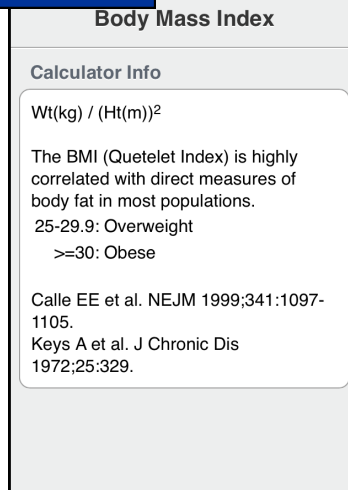 Body Mass Index
Calculator Info
Wt(kg) / (Ht(m))²
The BMI (Quetelet Index) is highly
correlated with direct measures of
body fat in most populations.
25-29.9: Overweight
>=30: Obese
Calle EE et al. NEJM 1999;341:1097-
1105.
Keys A et al. J Chronic Dis
1972;25:329.